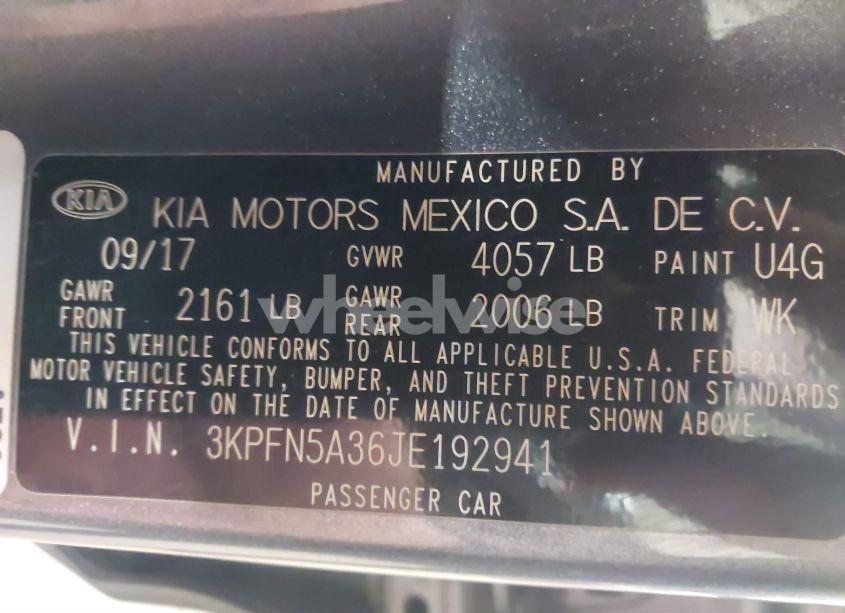 MANUFACTURED BY
KIA KIA MOTORS MEXICO S.A. DE C.V.
09/17 GVWR 4057 LB PAINT U4G
GAWR FRONT 2161 LB GAWR REAR 2006 LB TRIM WK
THIS VEHICLE CONFORMS TO ALL APPLICABLE U.S.A. FEDERAL
MOTOR VEHICLE SAFETY, BUMPER, AND THEFT PREVENTION STANDARDS
IN EFFECT ON THE DATE OF MANUFACTURE SHOWN ABOVE.
V.I.N. 3KPFN5A36JE192941
PASSENGER CAR
wheelwise